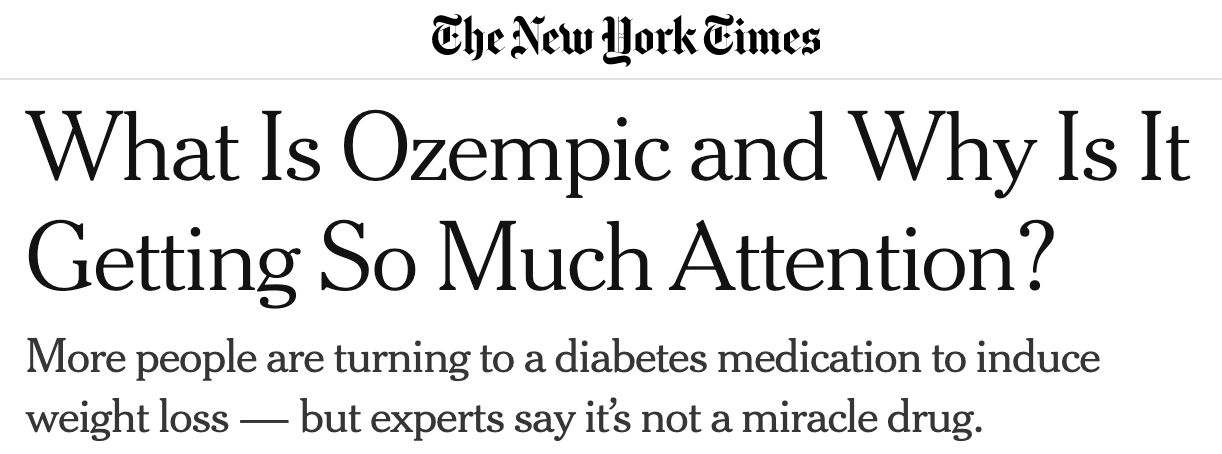 The New York Times
What Is Ozempic and Why Is It
Getting So Much Attention?
More people are turning to a diabetes medication to induce
weight loss — but experts say it’s not a miracle drug.